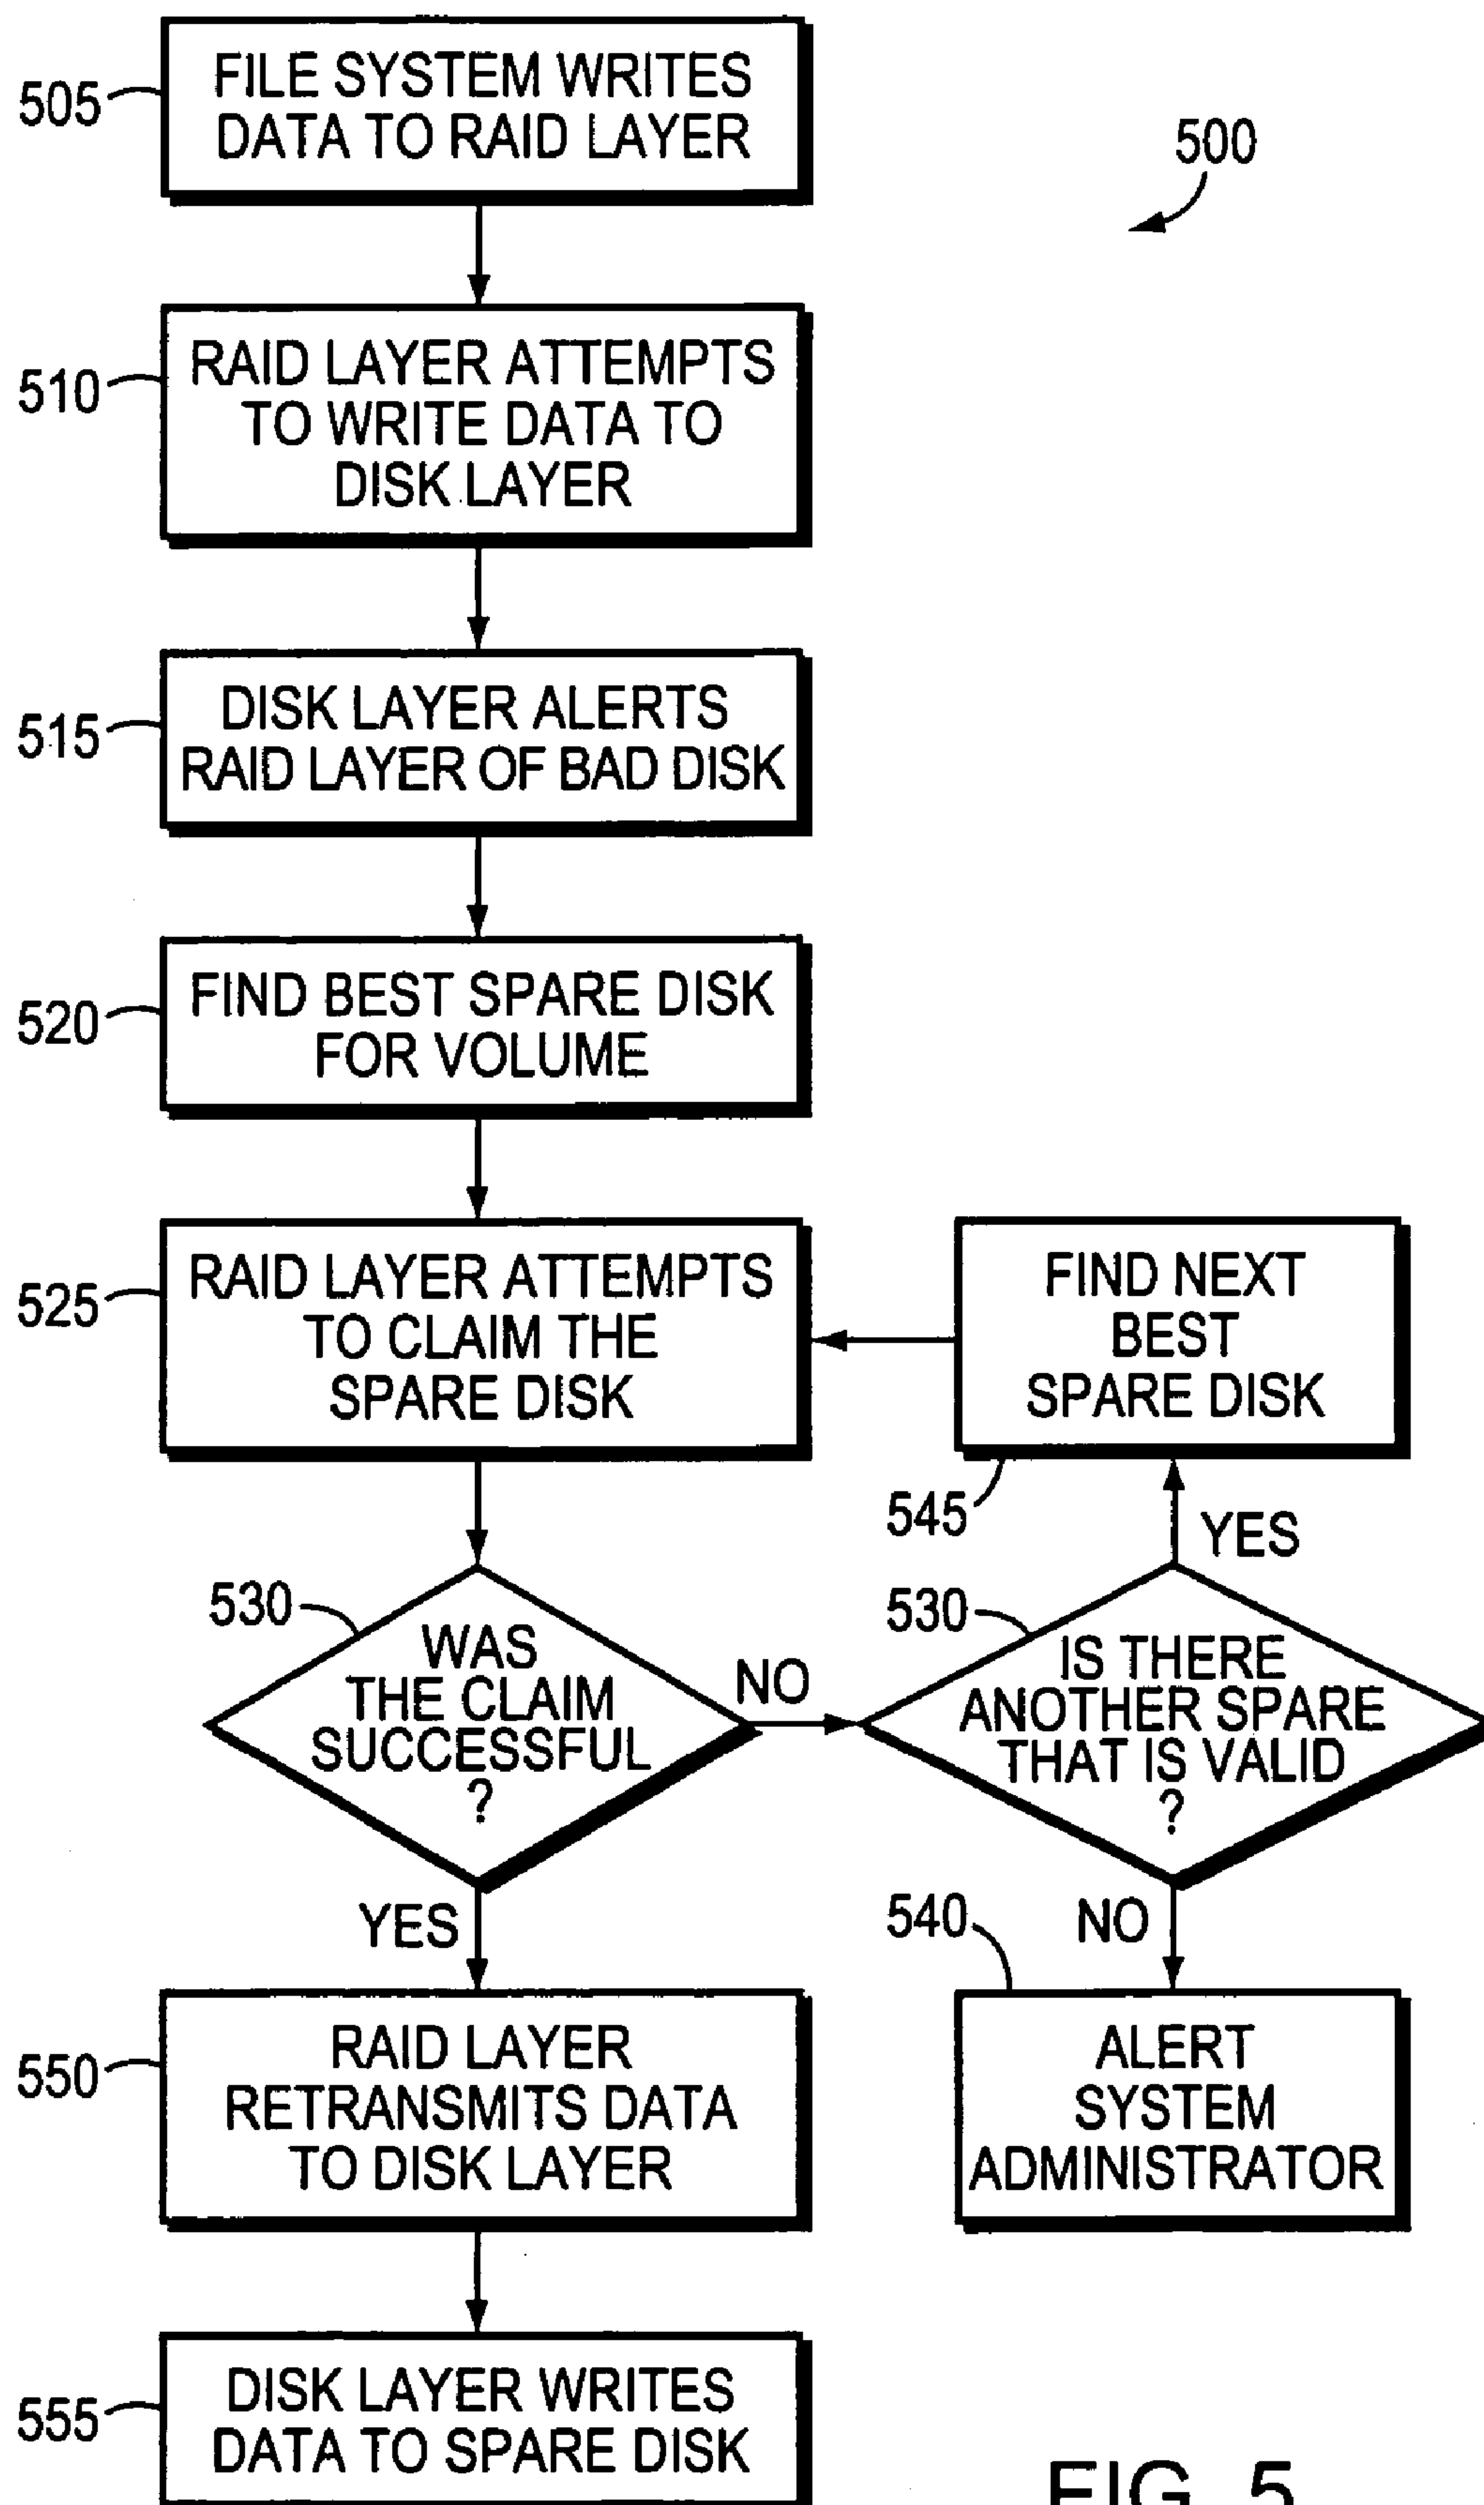 505
FILE SYSTEM WRITES
DATA TO RAID LAYER
500
510
RAID LAYER ATTEMPTS
TO WRITE DATA TO
DISK LAYER
515
DISK LAYER ALERTS
RAID LAYER OF BAD DISK
520
FIND BEST SPARE DISK
FOR VOLUME
525
RAID LAYER ATTEMPTS
TO CLAIM THE
SPARE DISK
FIND NEXT
BEST
SPARE DISK
545
YES
530
WAS
THE CLAIM
SUCCESSFUL
?
NO
530
IS THERE
ANOTHER SPARE
THAT IS VALID
?
YES
540
NO
550
RAID LAYER
RETRANSMITS DATA
TO DISK LAYER
ALERT
SYSTEM
ADMINISTRATOR
555
DISK LAYER WRITES
DATA TO SPARE DISK
FIG. 5